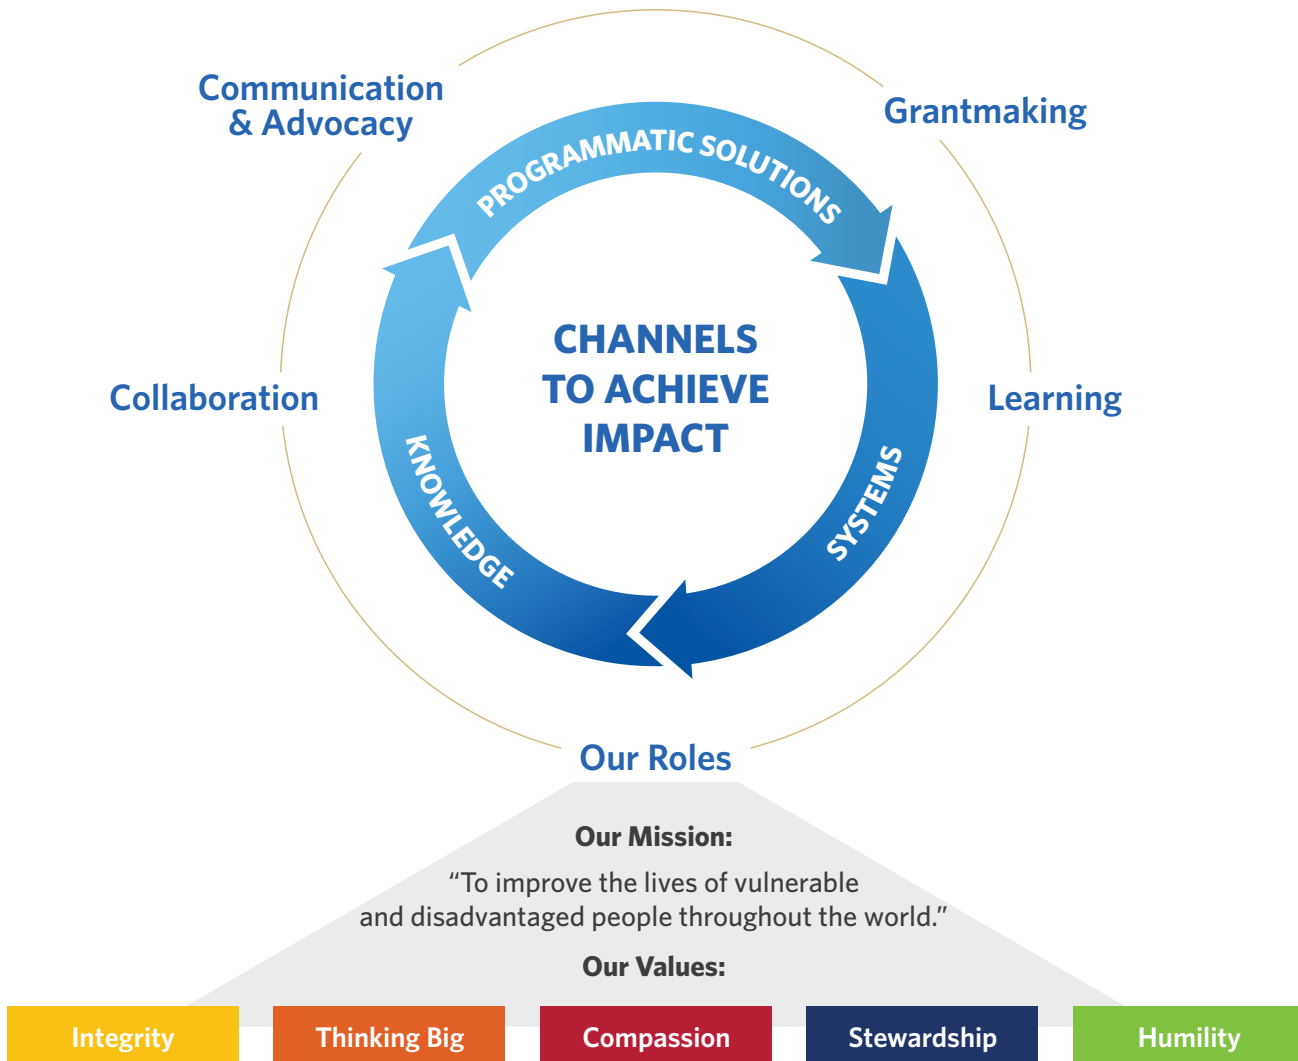 Communication
& Advocacy
Grantmaking
PROGRAMMATIC SOLUTIONS
CHANNELS
TO ACHIEVE
IMPACT
Collaboration
Learning
KNOWLEDGE
SYSTEMS
Our Roles
Our Mission:
“To improve the lives of vulnerable
and disadvantaged people throughout the world.”
Our Values:
Integrity
Thinking Big
Compassion
Stewardship
Humility